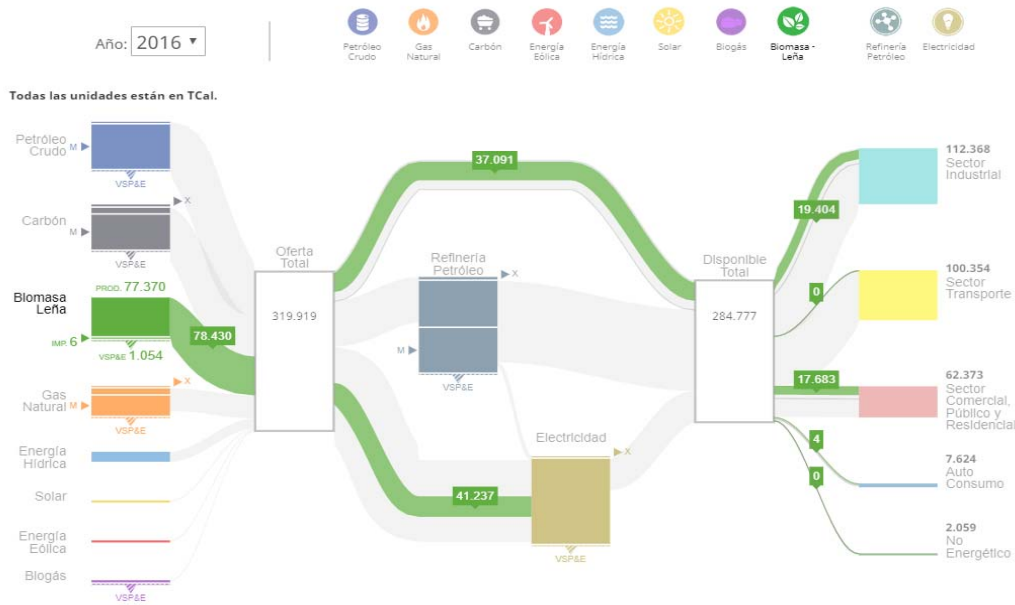 Año: 2016
Petróleo
Crudo
Gas
Natural
Carbón
Energía
Eólica
Energía
Hídrica
Solar
Biogás
Biomasa -
Leña
Refinería
Petróleo
Electricidad
Todas las unidades están en TCal.
Petróleo
Crudo
M
VSP&E
X
Carbón
M
VSP&E
PROD. 77.370
Biomasa
Leña
78.430
IMP. 6
VSP&E 1.054
X
Gas
Natural
M
VSP&E
Energía
Hídrica
Solar
Energía
Eólica
Biogás
VSP&E
Oferta
Total
319.919
37.091
Refinería
Petróleo
X
M
VSP&E
Electricidad
X
41.237
VSP&E
Disponible
Total
284.777
19.404
0
17.683
4
0
112.368
Sector
Industrial
100.354
Sector
Transporte
62.373
Sector
Comercial,
Público y
Residencial
7.624
Auto
Consumo
2.059
No
Energético